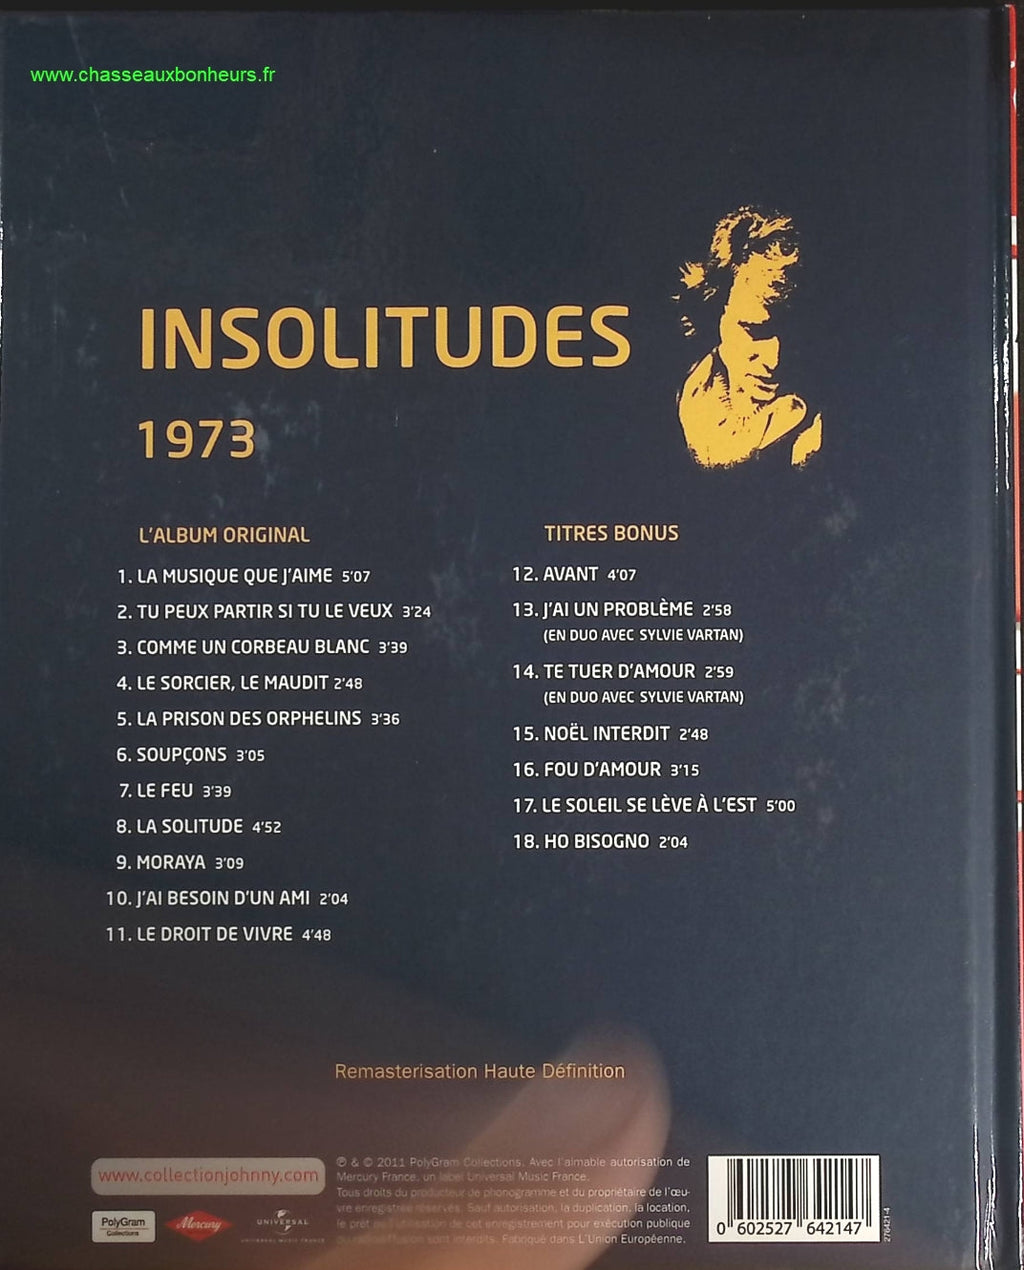 www.chasseauxbonheurs.fr
INSOLITUDES
1973
L'ALBUM ORIGINAL
1. LA MUSIQUE QUE J'AIME 5'07
2. TU PEUX PARTIR SI TU LE VEUX 3'24
3. COMME UN CORBEAU BLANC 3'39
4. LE SORCIER, LE MAUDIT 2'48
5. LA PRISON DES ORPHELINS 3'36
6. SOUPÇONS 3'05
7. LE FEU 3'39
8. LA SOLITUDE 4'52
9. MORAYA 3'09
10. J'AI BESOIN D'UN AMI 2'04
11. LE DROIT DE VIVRE 4'48
TITRES BONUS
12. AVANT 4'07
13. J'AI UN PROBLÈME 2'58
(EN DUO AVEC SYLVIE VARTAN)
14. TE TUER D'AMOUR 2'59
(EN DUO AVEC SYLVIE VARTAN)
15. NOËL INTERDIT 2'48
16. FOU D'AMOUR 3'15
17. LE SOLEIL SE LÈVE À L'EST 5'00
18. HO BISOGNO 2'04
Remasterisation Haute Définition
www.collectionjohnny.com
PolyGram
Collections
Mercury
UNIVERSAL
UNIVERSAL MUSIC FRANCE
℗ & © 2011 PolyGram Collections. Avec l'aimable autorisation de
Mercury France, un label Universal Music France.
Tous droits du producteur de phonogramme et du propriétaire de l'œu-
vre enregistrée réservés. Sauf autorisation, la duplication, la location,
le prêt ou l'utilisation de cet enregistrement pour exécution publique
ou radiodiffusion sont interdits. Fabriqué dans L'Union Européenne.
0 602527 642147
276421-4